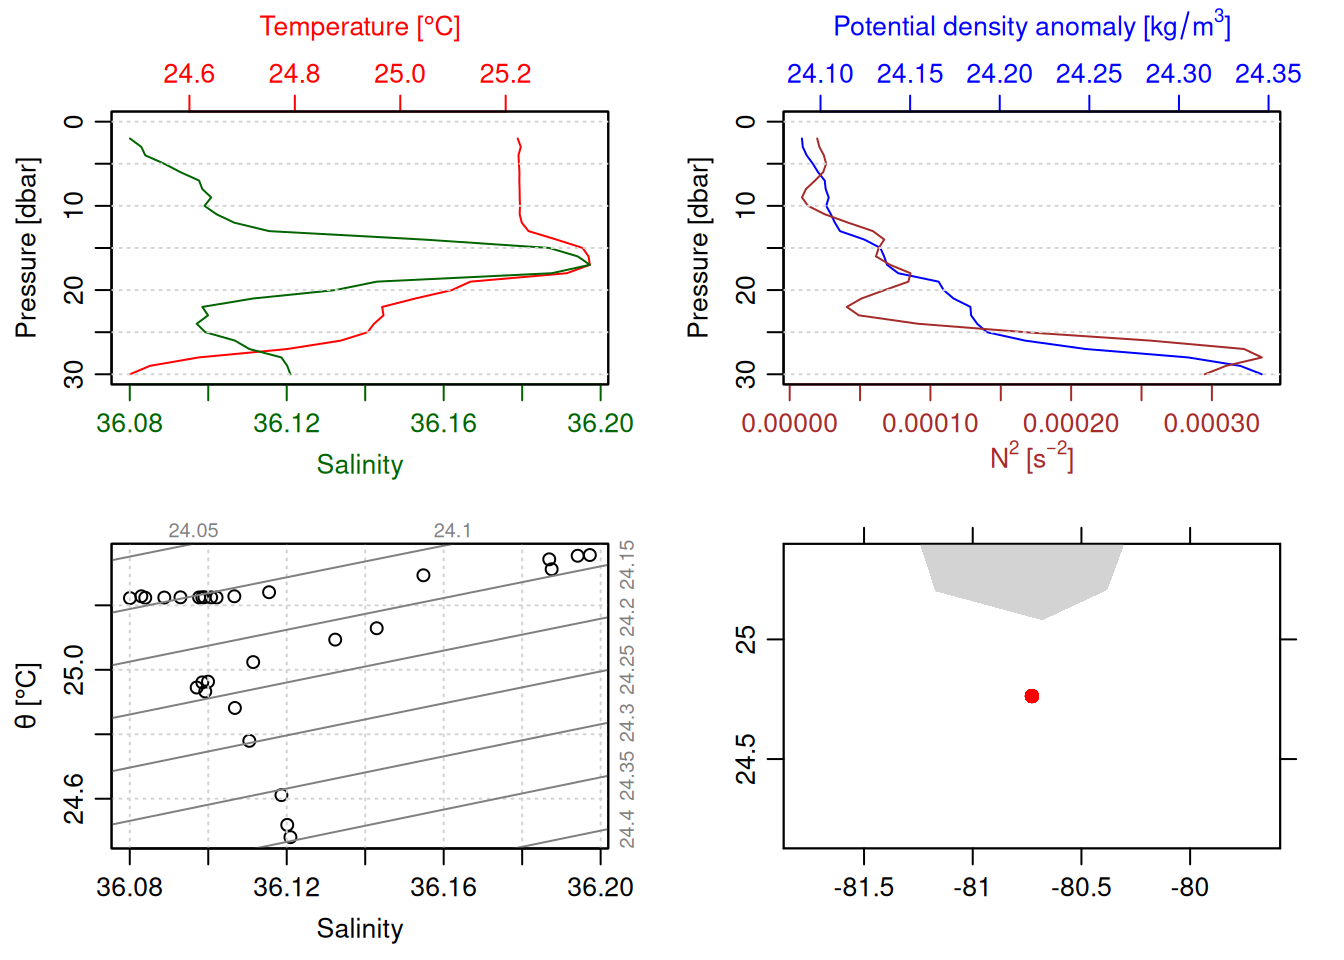 Temperature [°C]
24.6 24.8 25.0 25.2
Pressure [dbar]
0
10
20
30
36.08 36.12 36.16 36.20
Salinity
Potential density anomaly [kg/m³]
24.10 24.15 24.20 24.25 24.30 24.35
Pressure [dbar]
0
10
20
30
0.00000 0.00010 0.00020 0.00030
N² [s⁻²]
24.05 24.1
24.15
24.2
24.25
24.3
24.35
24.4
θ [°C]
25.0
24.6
36.08 36.12 36.16 36.20
Salinity
25
24.5
-81.5 -81 -80.5 -80